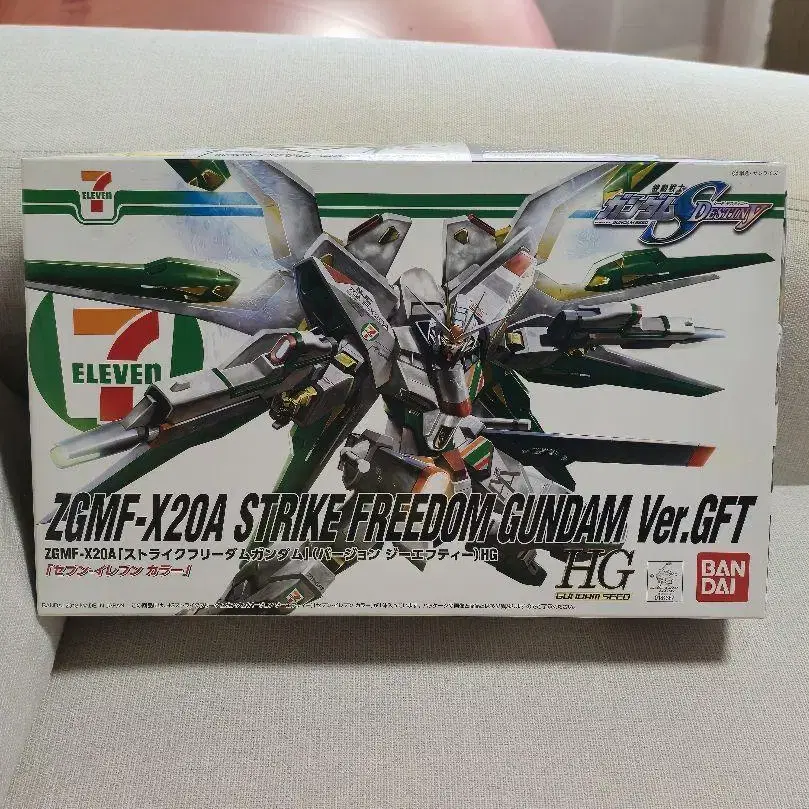 7
ELEVEN
機動戦士
ガンダムSEED DESTINY
7
ELEVEN
ZGMF-X20A STRIKE FREEDOM GUNDAM Ver.GFT
ZGMF-X20A「ストライクフリーダムガンダム」(バージョン ジーエフティー)HG
『セブン-イレブン カラー』
HG
GUNDAM SEED
BAN
DAI